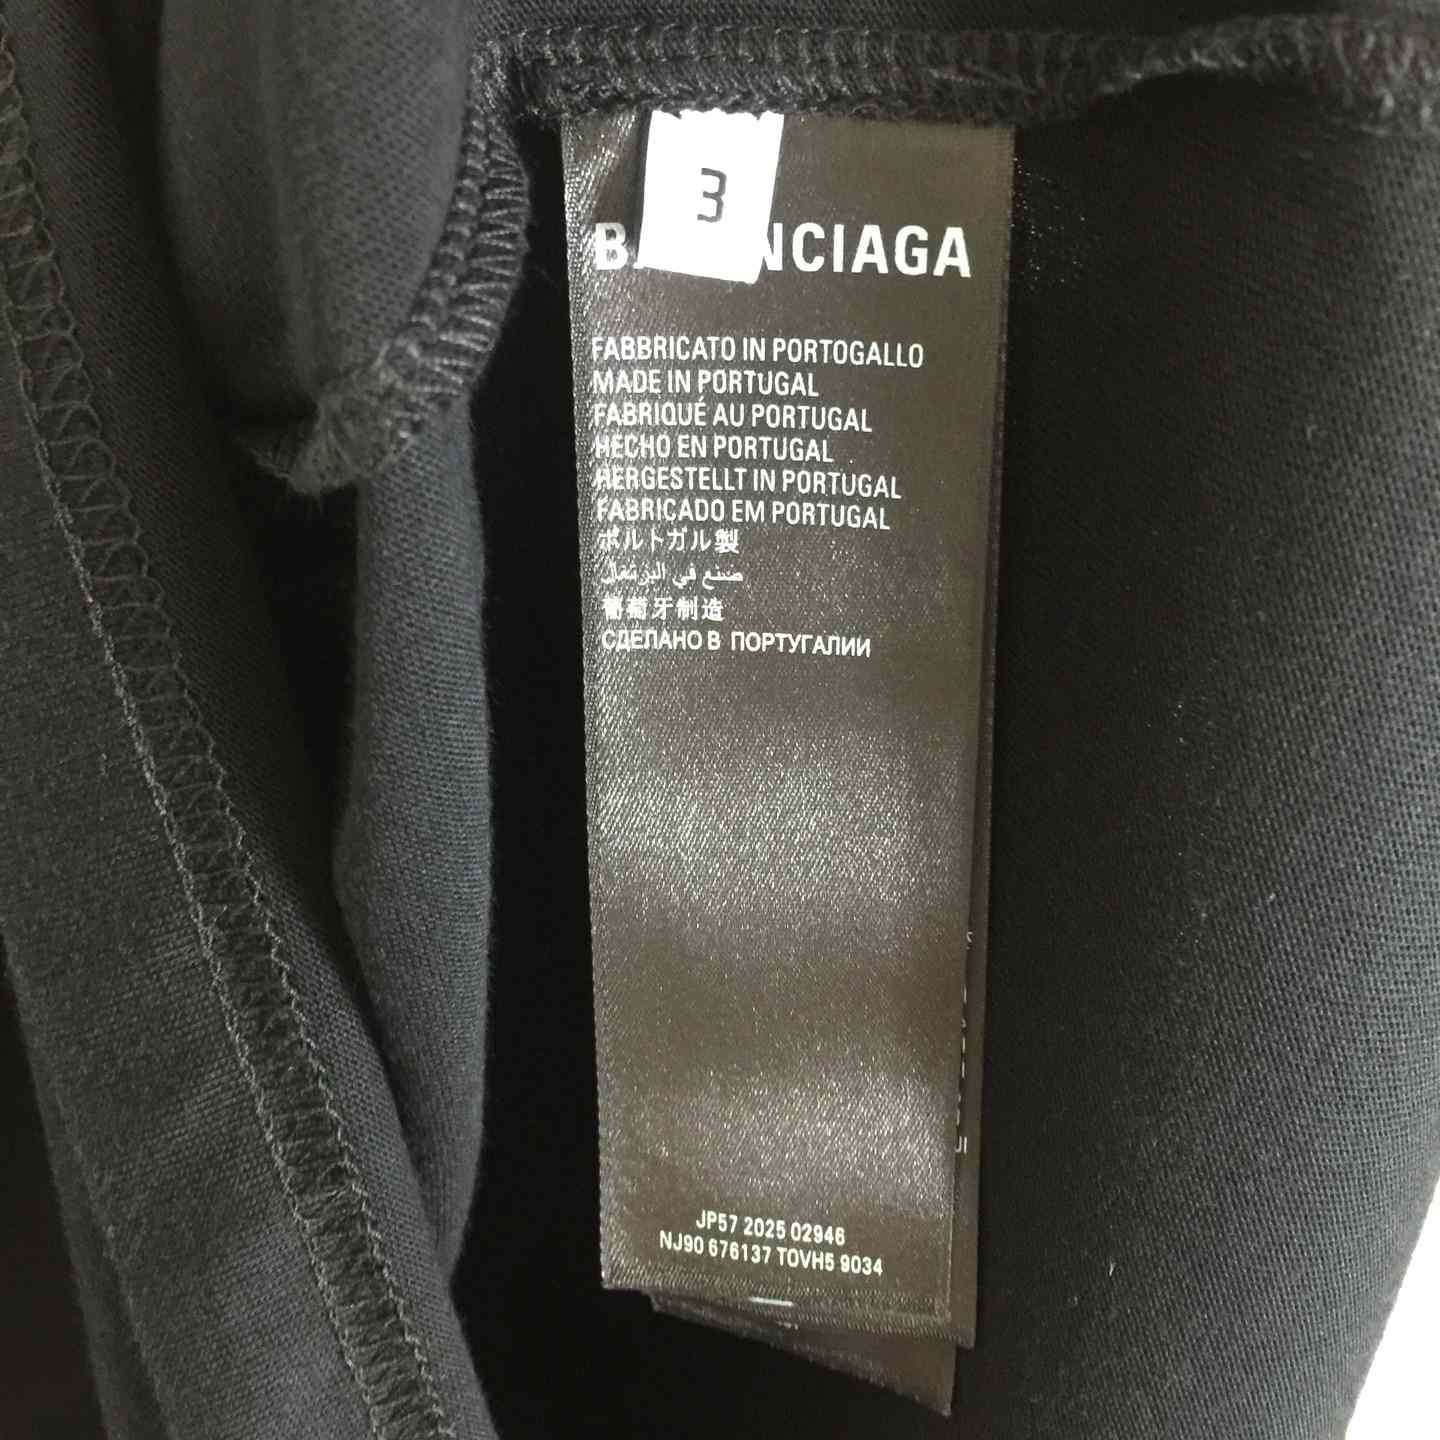 3
BALENCIAGA
FABBRICATO IN PORTOGALLO
MADE IN PORTUGAL
FABRIQUÉ AU PORTUGAL
HECHO EN PORTUGAL
HERGESTELLT IN PORTUGAL
FABRICADO EM PORTUGAL
ポルトガル製
صنع في البرتغال
葡萄牙制造
СДЕЛАНО В ПОРТУГАЛИИ
JP57 2025 02946
NJ90 676137 TOVH5 9034